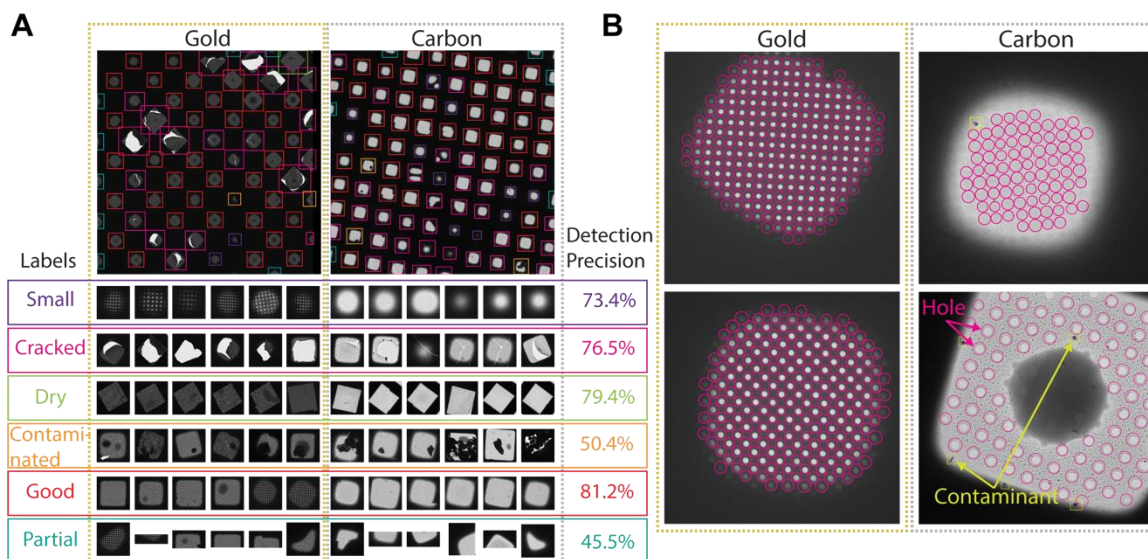 A
Gold
Carbon
Labels
Detection
Precision
Small
73.4%
Cracked
76.5%
Dry
79.4%
Contami-
nated
50.4%
Good
81.2%
Partial
45.5%
B
Gold
Carbon
Hole
Contaminant